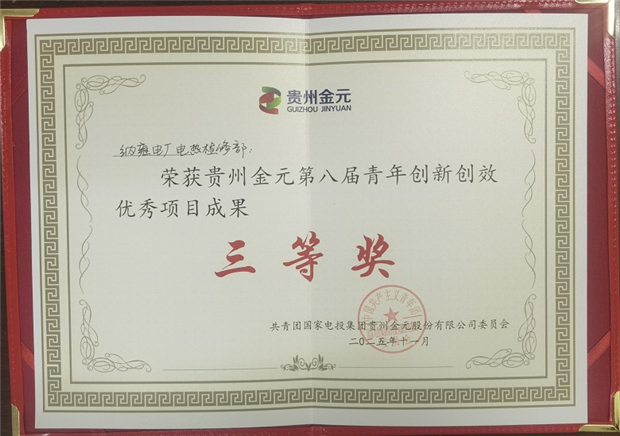 贵州金元
GUIZHOU JINYUAN
纳雍电厂电热检修部：
荣获贵州金元第八届青年创新创效
优秀项目成果
三等奖
共青团国家电投集团贵州金元股份有限公司委员会
二〇二五年十一月